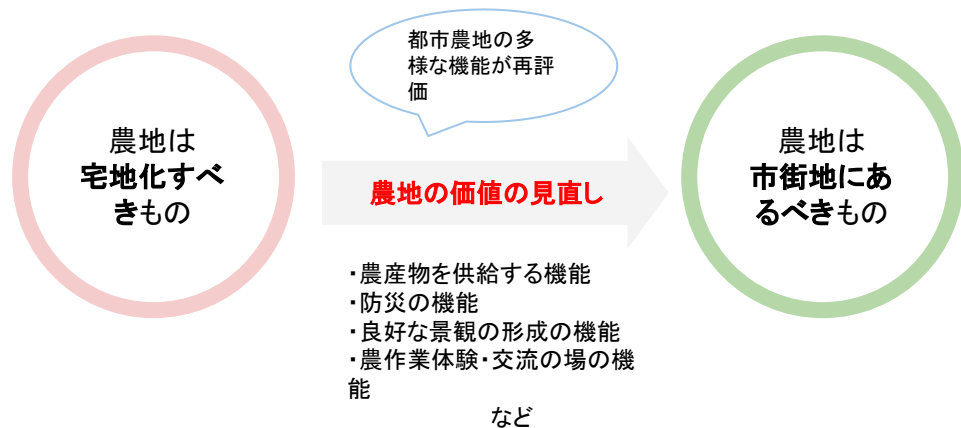 都市農地の多
様な機能が再評
価
農地は
宅地化すべ
きもの
農地の価値の見直し
農地は
市街地にあ
るべきもの
・農産物を供給する機能
・防災の機能
・良好な景観の形成の機能
・農作業体験・交流の場の機
能
など